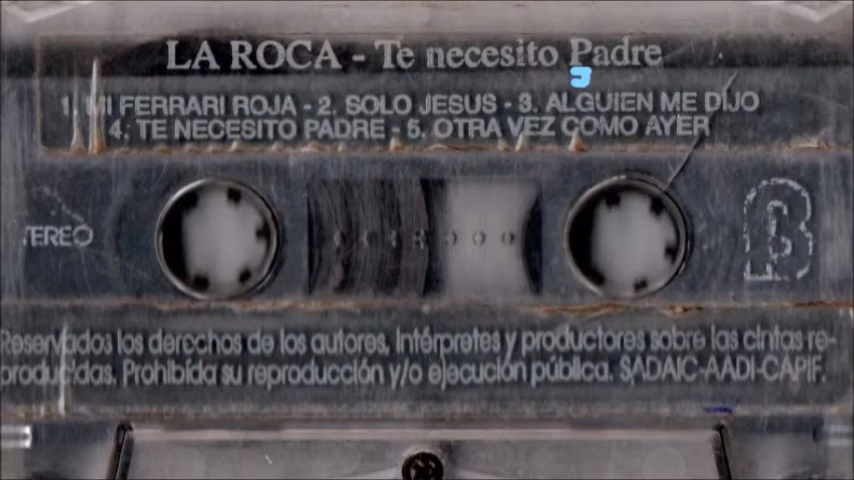 LA ROCA - Te necesito Padre
1. MI FERRARI ROJA - 2. SOLO JESUS - 3. ALGUIEN ME DIJO
4. TE NECESITO PADRE - 5. OTRA VEZ COMO AYER
TEREO
B
Reservados los derechos de los autores, intérpretes y productores sobre las cintas re-
producidas. Prohibida su reproducción y/o ejecución pública. SADAIC-AADI-CAPIF.